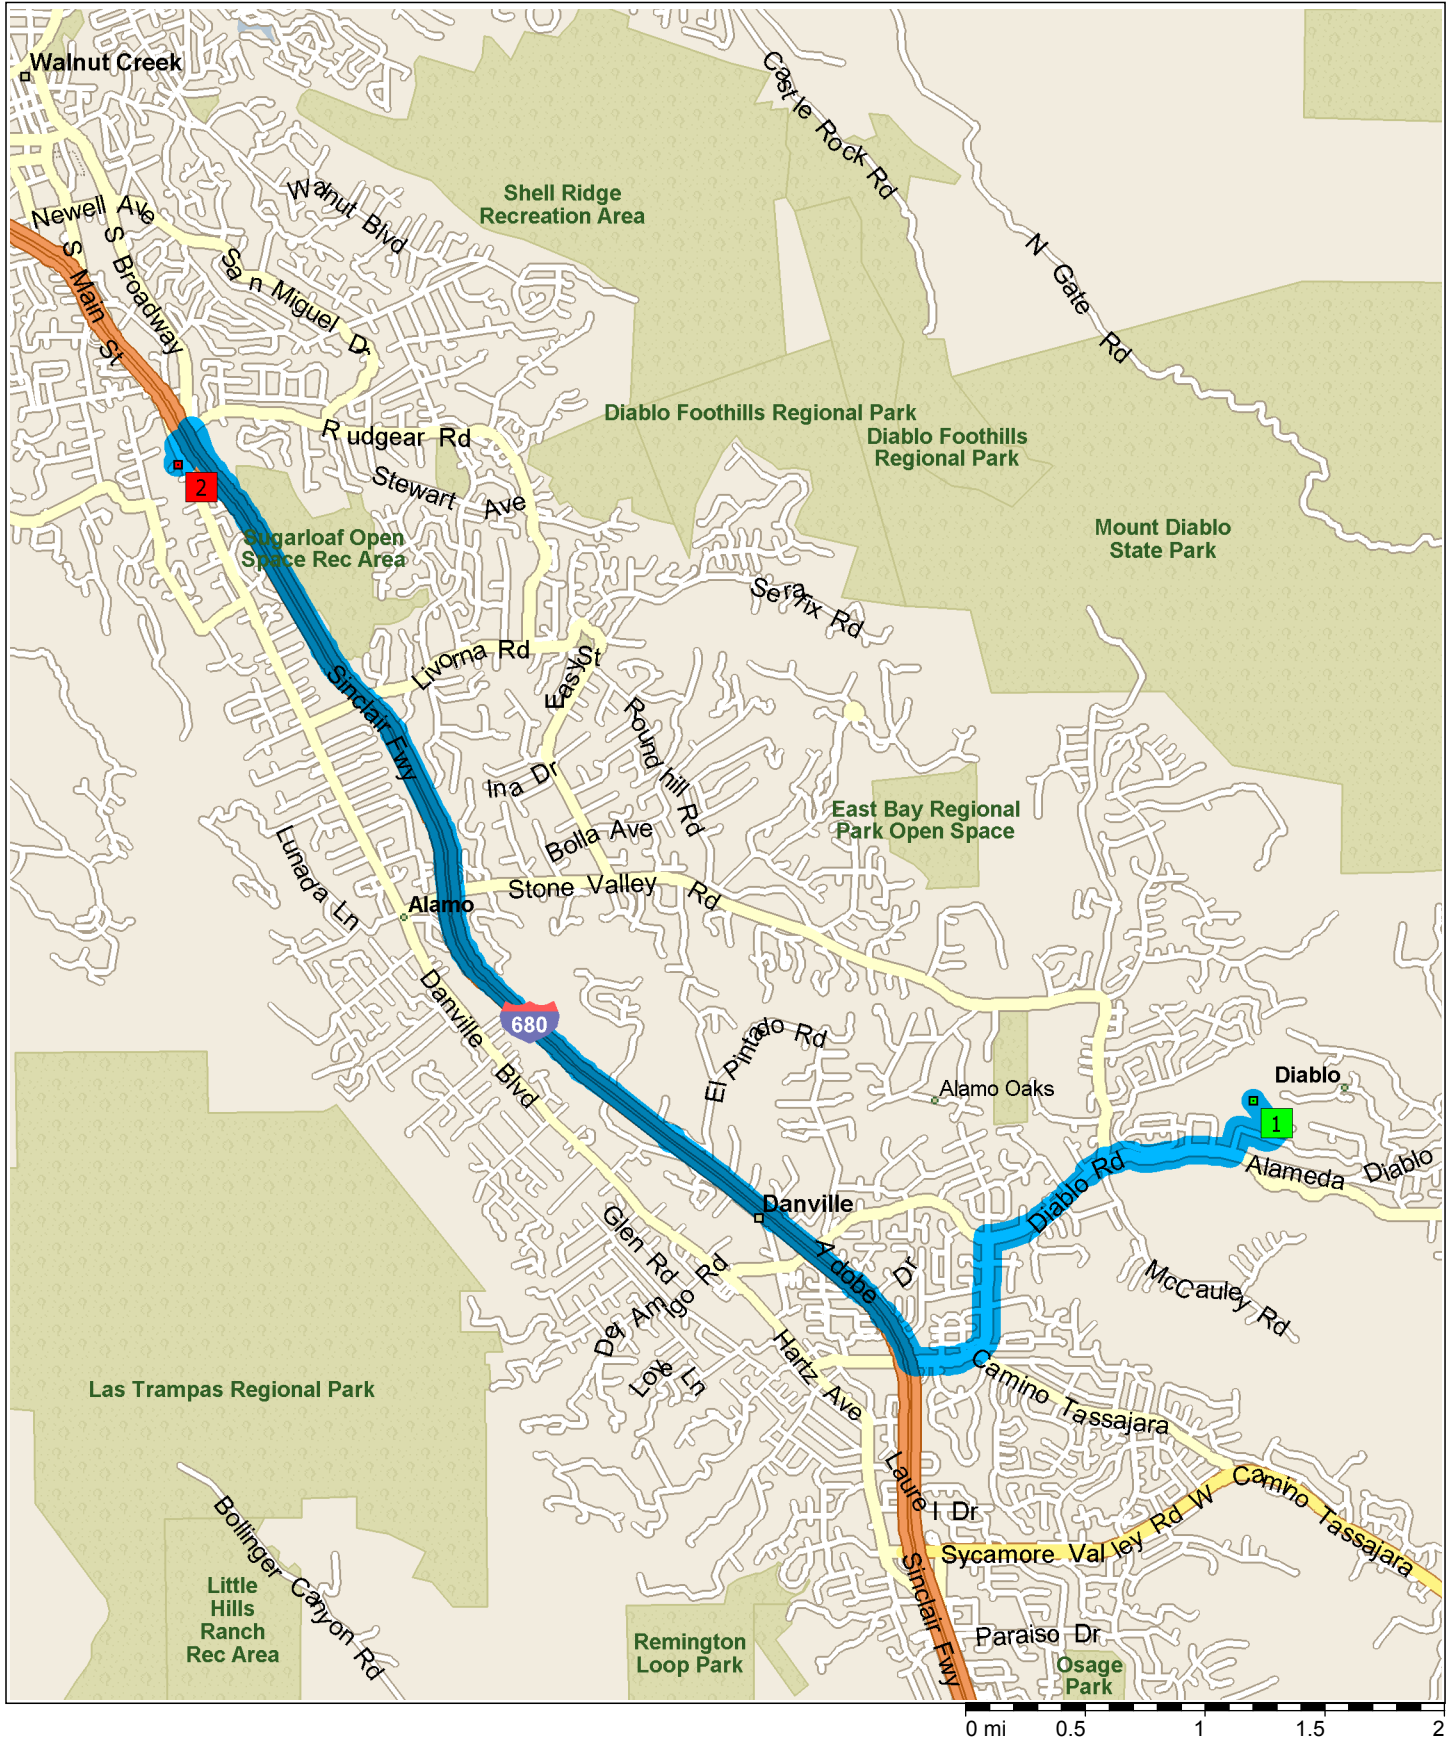 Walnut Creek
Castle Rock Rd
Walnut Blvd
Shell Ridge
Recreation Area
Newell Ave
S Main St
S Broadway
San Miguel Dr
N Gate Rd
Diablo Foothills Regional Park
Diablo Foothills
Regional Park
Rudgear Rd
Stewart Ave
2
Sugarloaf Open
Space Rec Area
Mount Diablo
State Park
Serafix Rd
Livorna Rd
Easy St
Sinclair Fwy
Round hill Rd
Ina Dr
Bolla Ave
East Bay Regional
Park Open Space
Lunada Ln
Stone Valley Rd
Alamo
Danville Blvd
680
El Pintado Rd
Alamo Oaks
Diablo
1
Diablo Rd
Alameda Diablo
Danville
Glen Rd
Adobe Dr
Del Amigo Rd
McCauley Rd
Love Ln
Hartz Ave
Camino Tassajara
Las Trampas Regional Park
Laurel Dr
Camino Tassajara
Sycamore Valley Rd W
Bollinger Canyon Rd
Sinclair Fwy
Little
Hills
Ranch
Rec Area
Remington
Loop Park
Paraiso Dr
Osage
Park
0 mi 0.5 1 1.5 2